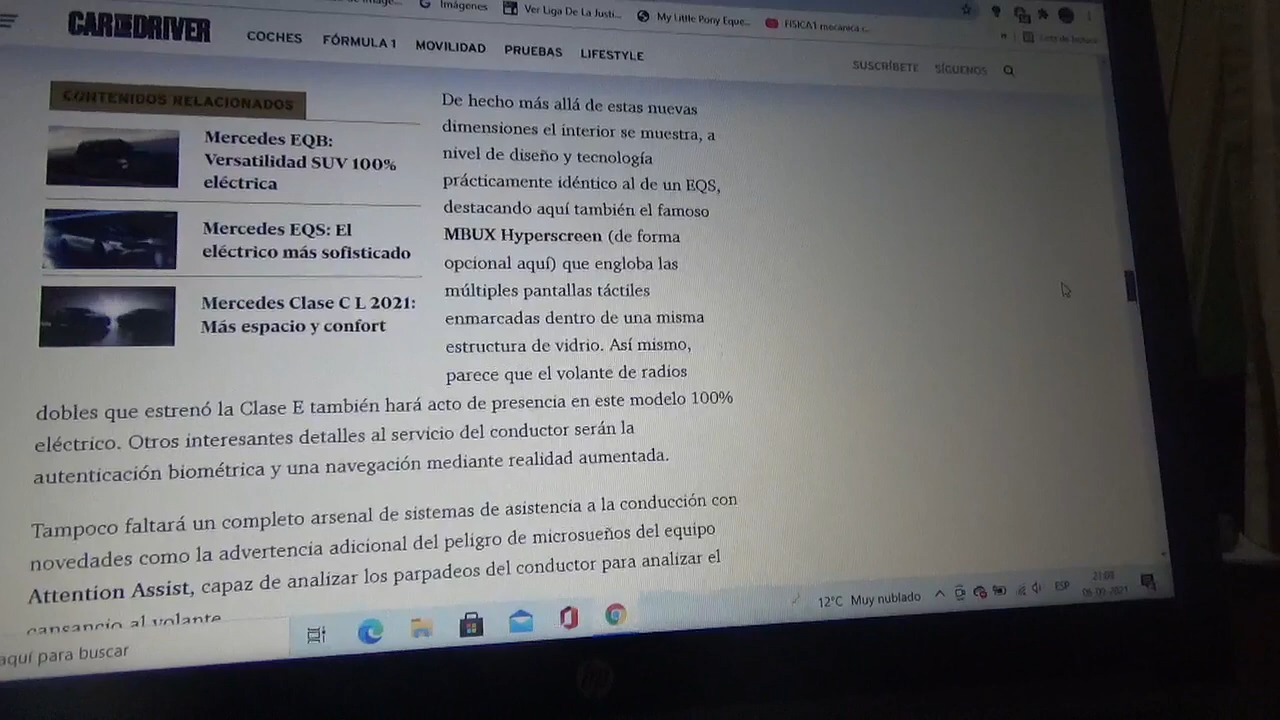 Imágenes
Ver Liga De La Justi...
My Little Pony Eque...
FISICA1 mecanica c...
CAR AND DRIVER
COCHES
FÓRMULA 1
MOVILIDAD
PRUEBAS
LIFESTYLE
SUSCRÍBETE
SÍGUENOS
CONTENIDOS RELACIONADOS
Mercedes EQB:
Versatilidad SUV 100%
eléctrica
Mercedes EQS: El
eléctrico más sofisticado
Mercedes Clase C L 2021:
Más espacio y confort
De hecho más allá de estas nuevas
dimensiones el interior se muestra, a
nivel de diseño y tecnología
prácticamente idéntico al de un EQS,
destacando aquí también el famoso
MBUX Hyperscreen (de forma
opcional aquí) que engloba las
múltiples pantallas táctiles
enmarcadas dentro de una misma
estructura de vidrio. Así mismo,
parece que el volante de radios
dobles que estrenó la Clase E también hará acto de presencia en este modelo 100%
eléctrico. Otros interesantes detalles al servicio del conductor serán la
autenticación biométrica y una navegación mediante realidad aumentada.
Tampoco faltará un completo arsenal de sistemas de asistencia a la conducción con
novedades como la advertencia adicional del peligro de microsueños del equipo
Attention Assist, capaz de analizar los parpadeos del conductor para analizar el
cansancio al volante
aquí para buscar
12°C Muy nublado
ESP
hp